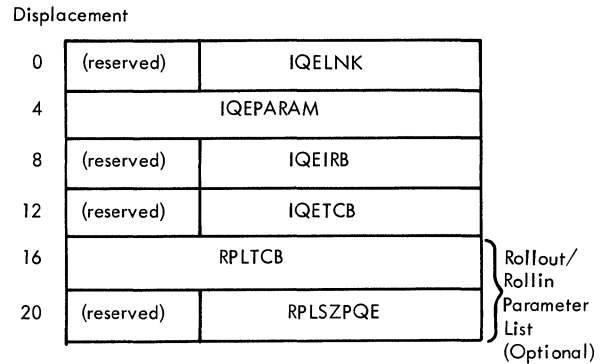 Displacement
0 (reserved) IQELNK
4 IQEPARAM
8 (reserved) IQEIRB
12 (reserved) IQETCB
16 RPLTCB
20 (reserved) RPLSZPQE
Rollout/
Rollin
Parameter
List
(Optional)